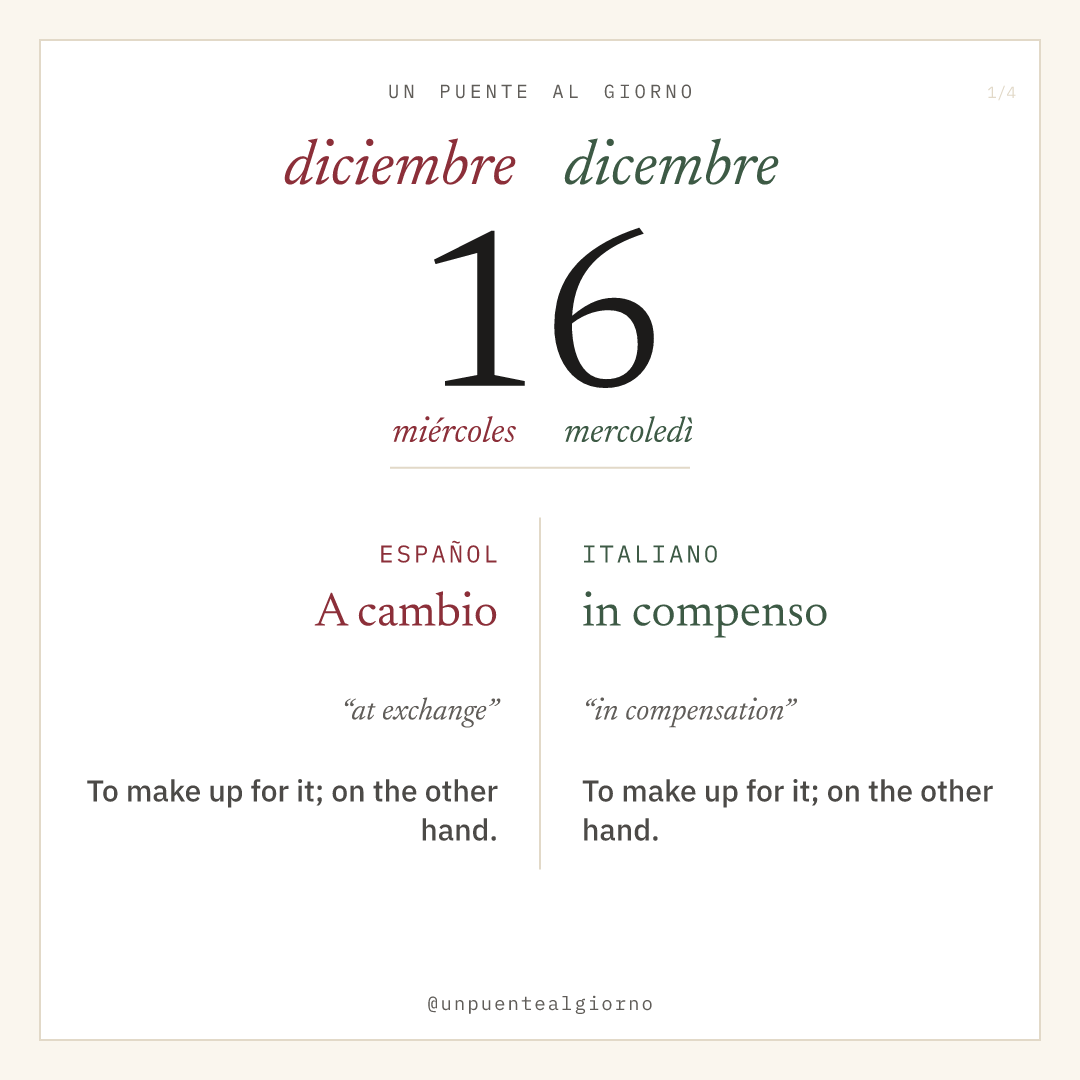 UN PUENTE AL GIORNO
1/4
diciembre dicembre
16
miércoles mercoledì
ESPAÑOL
A cambio
“at exchange”
To make up for it; on the other
hand.
ITALIANO
in compenso
“in compensation”
To make up for it; on the other
hand.
@unpuentealgiorno